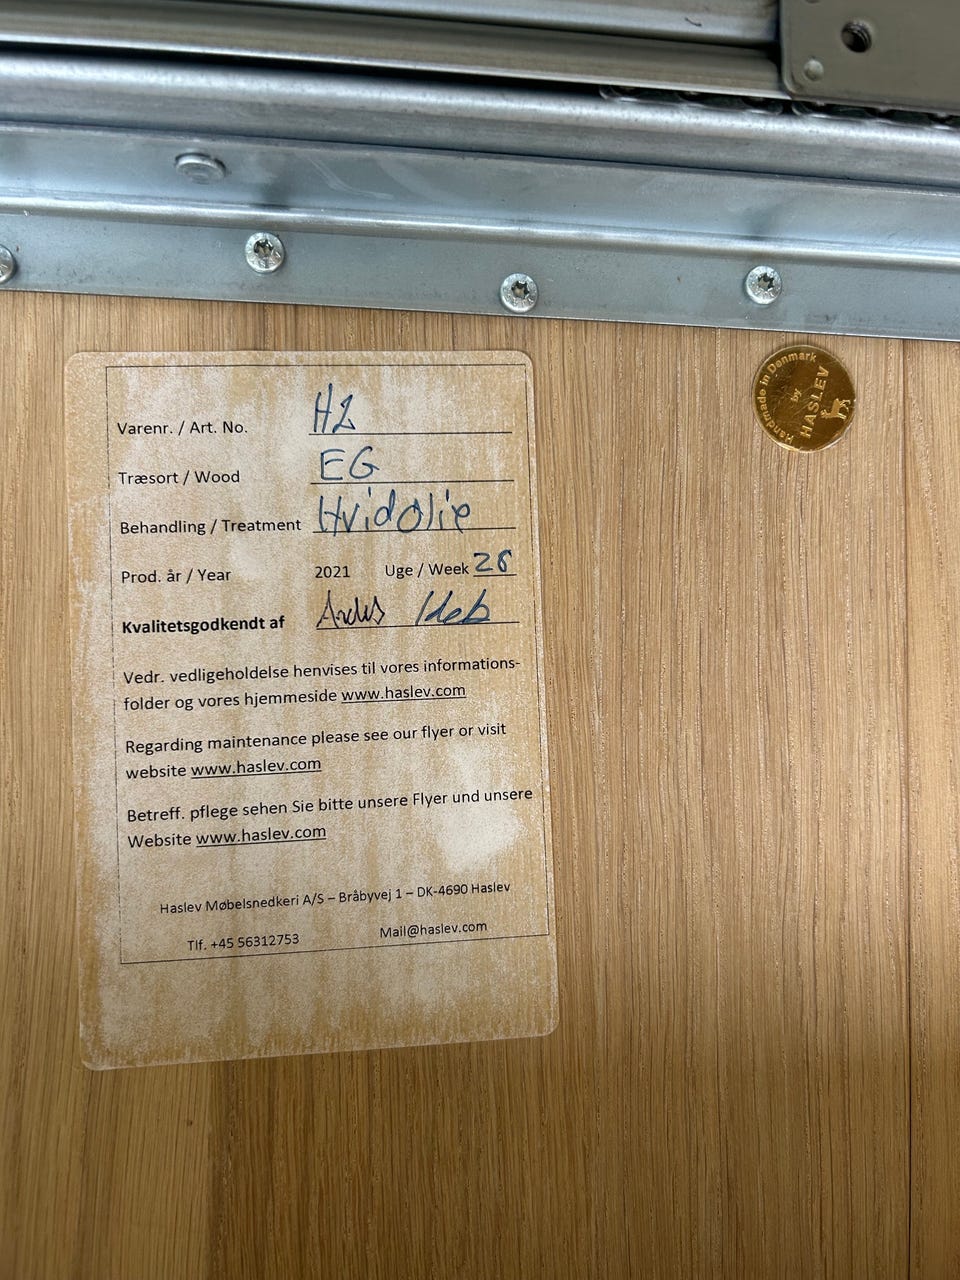 Varenr. / Art. No. H2
Træsort / Wood EG
Behandling / Treatment Hvidolie
Prod. år / Year 2021 Uge / Week 28
Kvalitetsgodkendt af
Vedr. vedligeholdelse henvises til vores informations-
folder og vores hjemmeside www.haslev.com
Regarding maintenance please see our flyer or visit
website www.haslev.com
Betreff. pflege sehen Sie bitte unsere Flyer und unsere
Website www.haslev.com
Haslev Møbelsnedkeri A/S – Bråbyvej 1 – DK-4690 Haslev
Tlf. +45 56312753 Mail@haslev.com
Handmade in Denmark
by
HASLEV